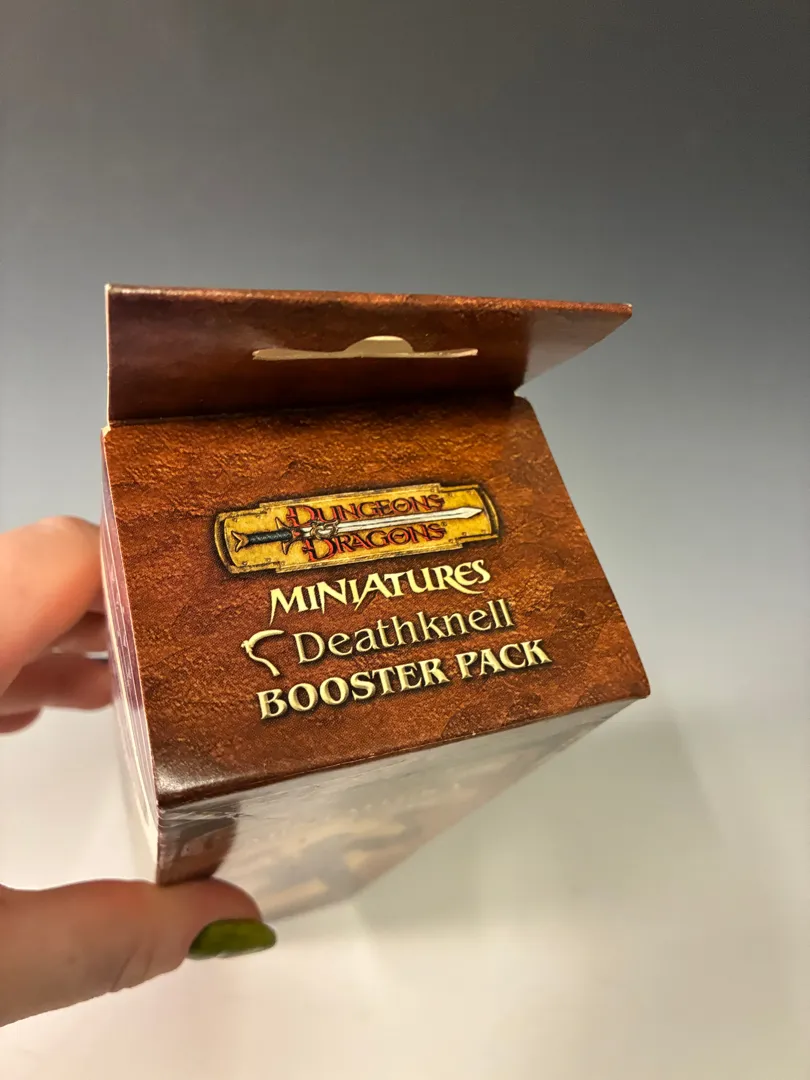 DUNGEONS
DRAGONS®
MINIATURES
Deathknell
BOOSTER PACK